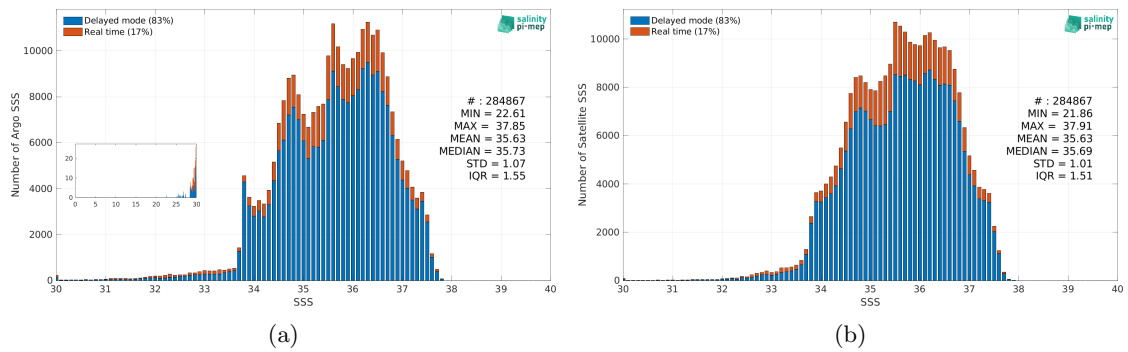 Delayed mode (83%)
Real time (17%)
salinity
pi-mep
Number of Argo SSS
10000
8000
6000
4000
2000
0
# : 284867
MIN = 22.61
MAX = 37.85
MEAN = 35.63
MEDIAN = 35.73
STD = 1.07
IQR = 1.55
20
10
0
0 5 10 15 20 25 30
30 31 32 33 34 35 36 37 38 39 40
SSS
(a)
Delayed mode (83%)
Real time (17%)
salinity
pi-mep
Number of Satellite SSS
10000
8000
6000
4000
2000
0
# : 284867
MIN = 21.86
MAX = 37.91
MEAN = 35.63
MEDIAN = 35.69
STD = 1.01
IQR = 1.51
30 31 32 33 34 35 36 37 38 39 40
SSS
(b)